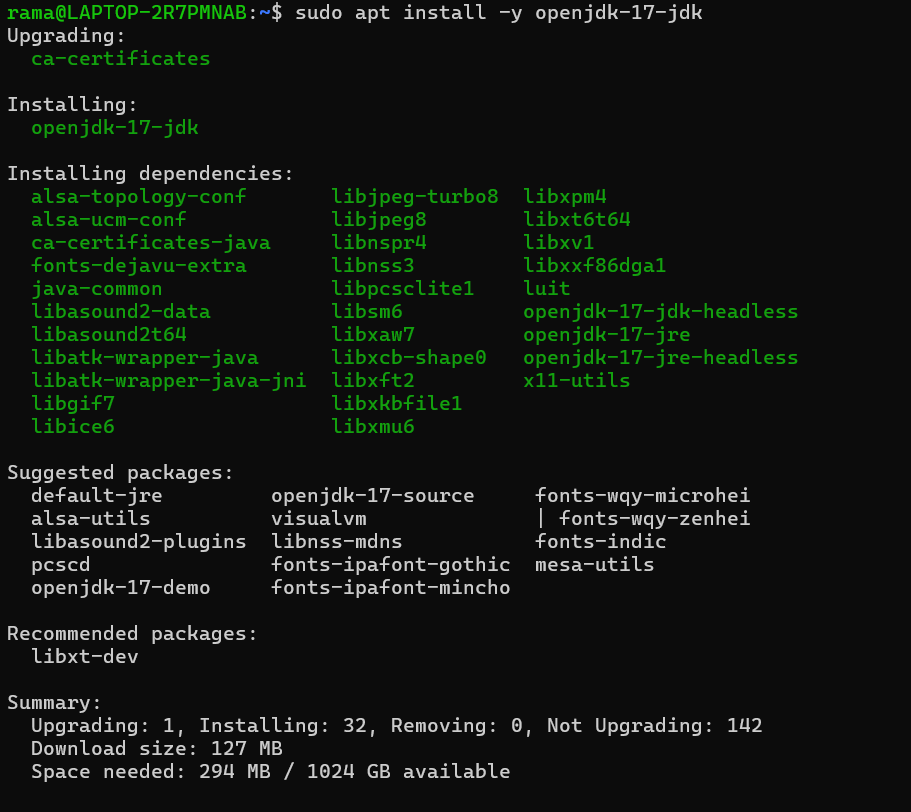 rama@LAPTOP-2R7PMNAB:~$ sudo apt install -y openjdk-17-jdk
Upgrading:
  ca-certificates

Installing:
  openjdk-17-jdk

Installing dependencies:
  alsa-topology-conf       libjpeg-turbo8  libxpm4
  alsa-ucm-conf            libjpeg8        libxt6t64
  ca-certificates-java     libnspr4        libxv1
  fonts-dejavu-extra       libnss3         libxxf86dga1
  java-common              libpcsclite1    luit
  libasound2-data          libsm6          openjdk-17-jdk-headless
  libasound2t64            libxaw7         openjdk-17-jre
  libatk-wrapper-java      libxcb-shape0   openjdk-17-jre-headless
  libatk-wrapper-java-jni  libxft2         x11-utils
  libgif7                  libxkbfile1
  libice6                  libxmu6

Suggested packages:
  default-jre         openjdk-17-source     fonts-wqy-microhei
  alsa-utils          visualvm              | fonts-wqy-zenhei
  libasound2-plugins  libnss-mdns           fonts-indic
  pcscd               fonts-ipafont-gothic  mesa-utils
  openjdk-17-demo     fonts-ipafont-mincho

Recommended packages:
  libxt-dev

Summary:
  Upgrading: 1, Installing: 32, Removing: 0, Not Upgrading: 142
  Download size: 127 MB
  Space needed: 294 MB / 1024 GB available